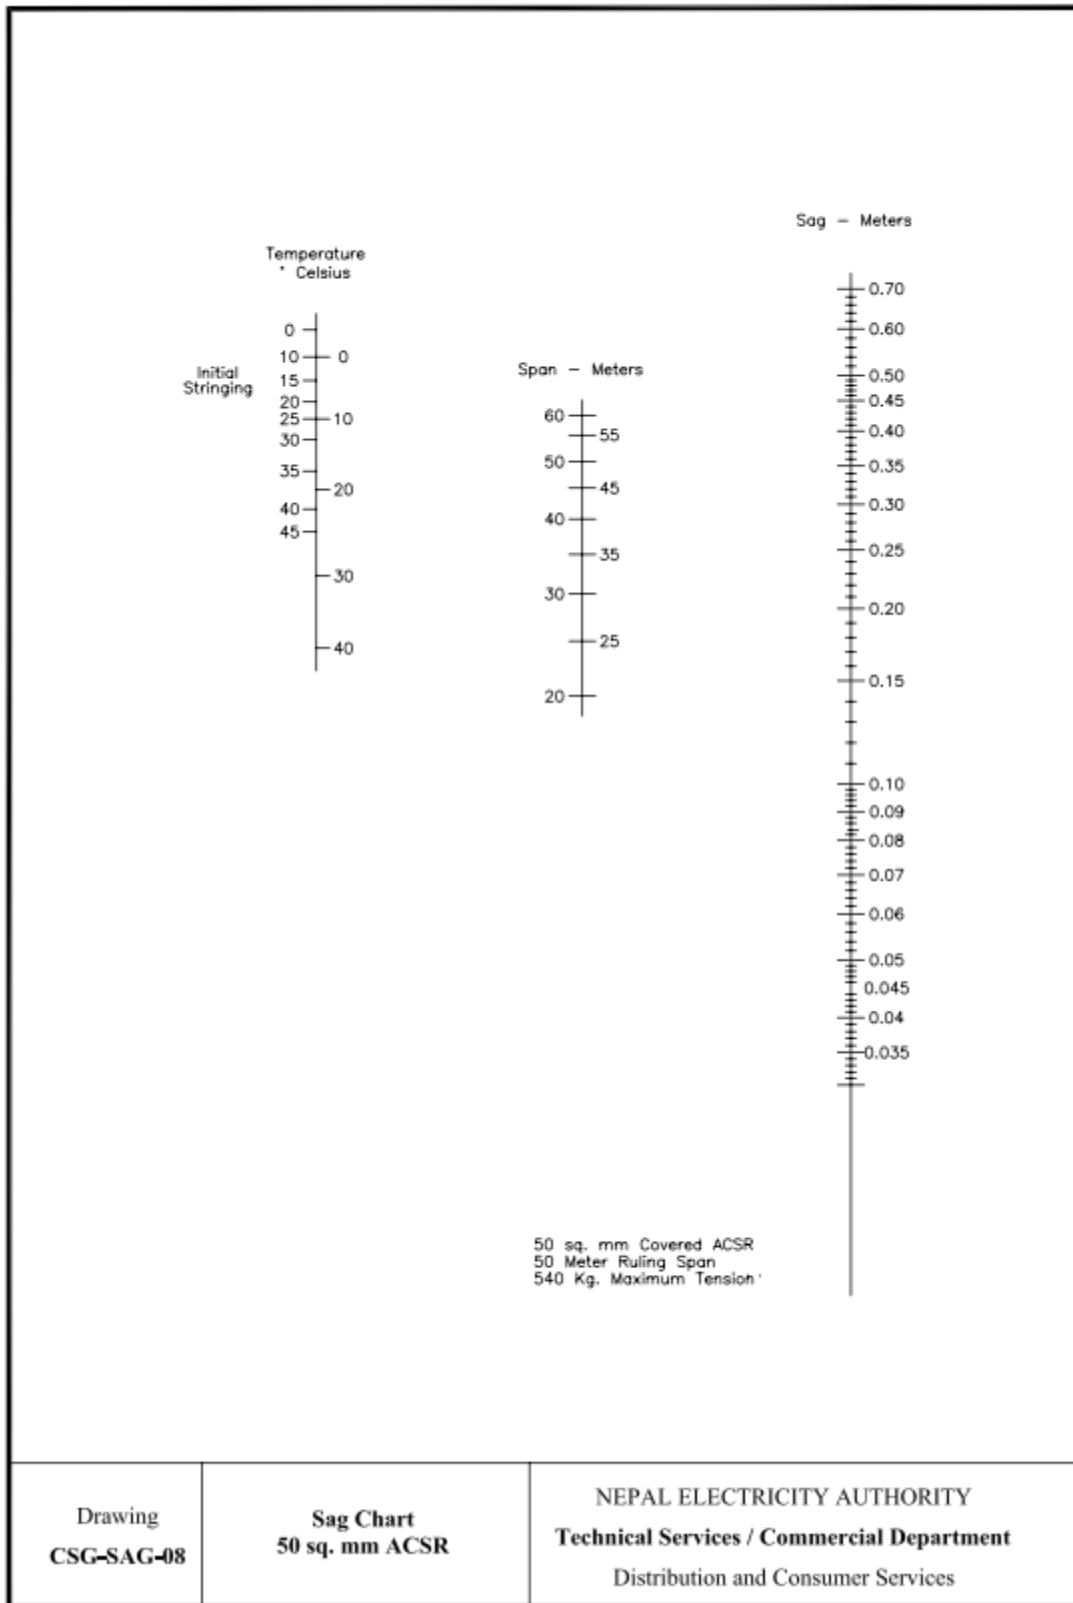 Sag - Meters
Temperature
° Celsius
0
10
0
Initial
Stringing
15
20
25
10
30
35
20
40
45
30
40
Span - Meters
60
55
50
45
40
35
30
25
20
0.70
0.60
0.50
0.45
0.40
0.35
0.30
0.25
0.20
0.15
0.10
0.09
0.08
0.07
0.06
0.05
0.045
0.04
0.035
50 sq. mm Covered ACSR
50 Meter Ruling Span
540 Kg. Maximum Tension
Drawing
CSG-SAG-08
Sag Chart
50 sq. mm ACSR
NEPAL ELECTRICITY AUTHORITY
Technical Services / Commercial Department
Distribution and Consumer Services